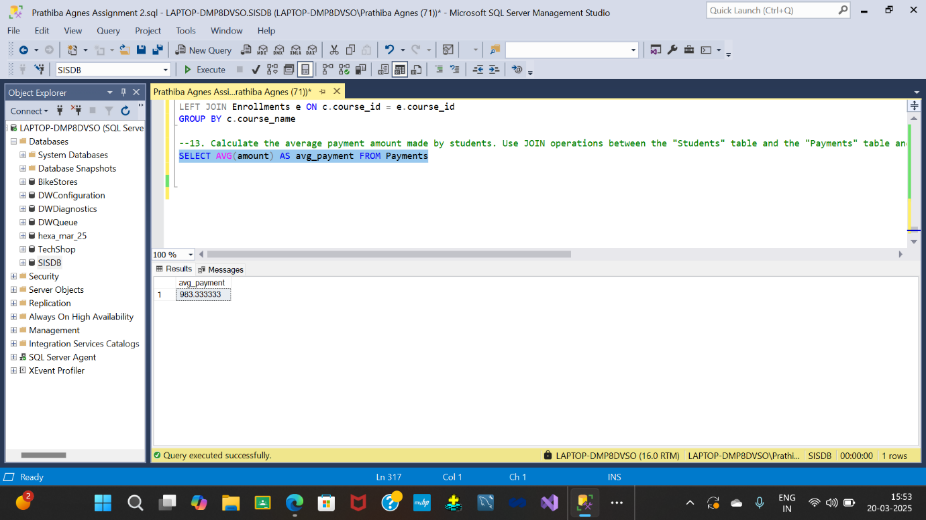 Prathiba Agnes Assignment 2.sql - LAPTOP-DMP8DVSO.SISDB (LAPTOP-DMP8DVSO\Prathiba Agnes (71))* - Microsoft SQL Server Management Studio
Quick Launch (Ctrl+Q)
File Edit View Query Project Tools Window Help
New Query
SISDB
Execute
Object Explorer
Prathiba Agnes Assi...rathiba Agnes (71))*
Connect
LAPTOP-DMP8DVSO (SQL Serve
Databases
System Databases
Database Snapshots
BikeStores
DWConfiguration
DWDiagnostics
DWQueue
hexa_mar_25
TechShop
SISDB
Security
Server Objects
Replication
Always On High Availability
Management
Integration Services Catalogs
SQL Server Agent
XEvent Profiler
LEFT JOIN Enrollments e ON c.course_id = e.course_id
GROUP BY c.course_name
--13. Calculate the average payment amount made by students. Use JOIN operations between the "Students" table and the "Payments" table an
SELECT AVG(amount) AS avg_payment FROM Payments
100 %
Results Messages
avg_payment
1 983.333333
Query executed successfully.
LAPTOP-DMP8DVSO (16.0 RTM) LAPTOP-DMP8DVSO\Prathi... SISDB 00:00:00 1 rows
Ready Ln 317 Col 1 Ch 1 INS
2
ENG
IN
15:53
20-03-2025